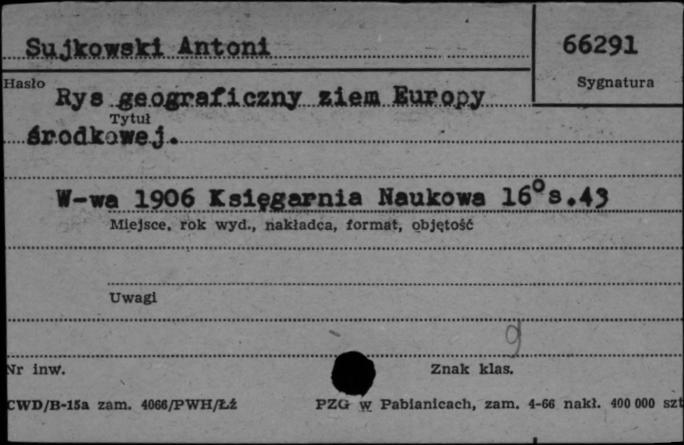 Sujkowski Antoni
66291
Hasło
Sygnatura
Rys geograficzny ziem Europy
Tytuł
środkowej.
W-wa 1906 Księgarnia Naukowa 16° s.43
Miejsce, rok wyd., nakładca, format, objętość
Uwagi
9
Nr inw.
Znak klas.
CWD/B-15a zam. 4066/PWH/Łź
PZG w Pabianicach, zam. 4-66 nakł. 400 000 szt